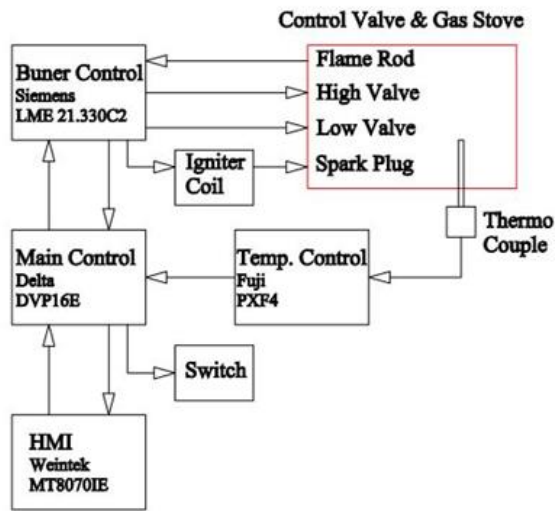 Control Valve & Gas Stove
Buner Control
Siemens
LME 21.330C2
Flame Rod
High Valve
Low Valve
Spark Plug
Igniter
Coil
Thermo
Couple
Main Control
Delta
DVP16E
Temp. Control
Fuji
PXF4
Switch
HMI
Weintek
MT8070IE